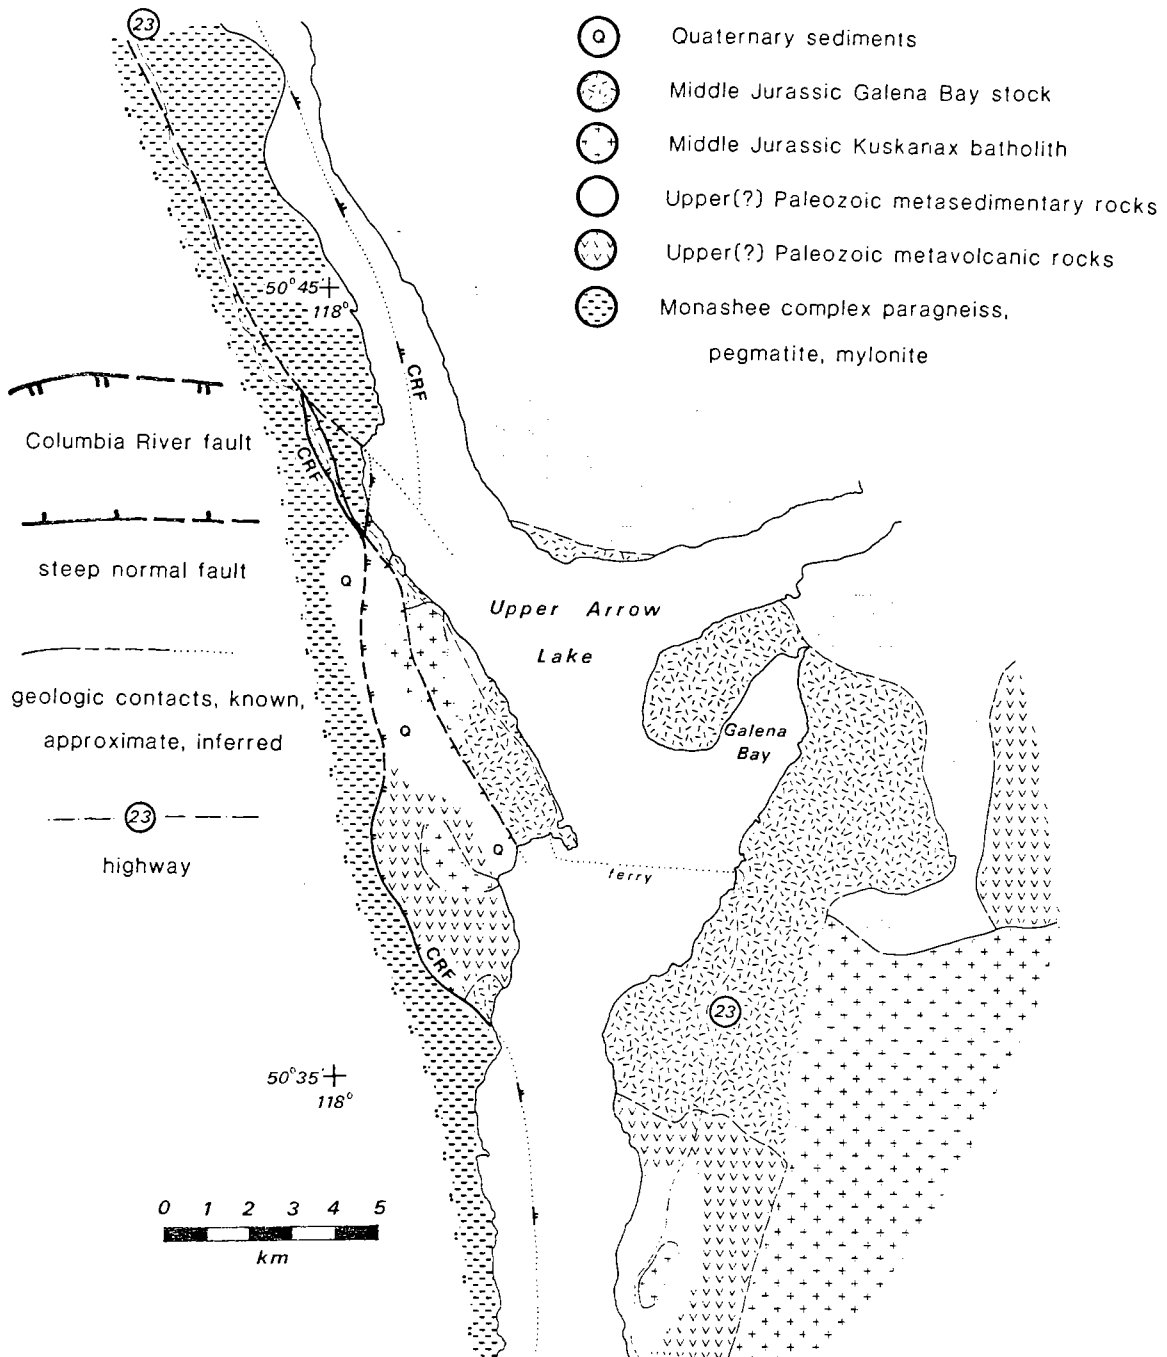 23
Q Quaternary sediments
Middle Jurassic Galena Bay stock
Middle Jurassic Kuskanax batholith
Upper(?) Paleozoic metasedimentary rocks
Upper(?) Paleozoic metavolcanic rocks
Monashee complex paragneiss,
pegmatite, mylonite
50°45'
118°
CRF
Columbia River fault
CRF
steep normal fault
Q
Upper Arrow
Lake
geologic contacts, known,
approximate, inferred
Q
Galena
Bay
23
highway
Q
ferry
CRF
23
50°35'
118°
0 1 2 3 4 5
km